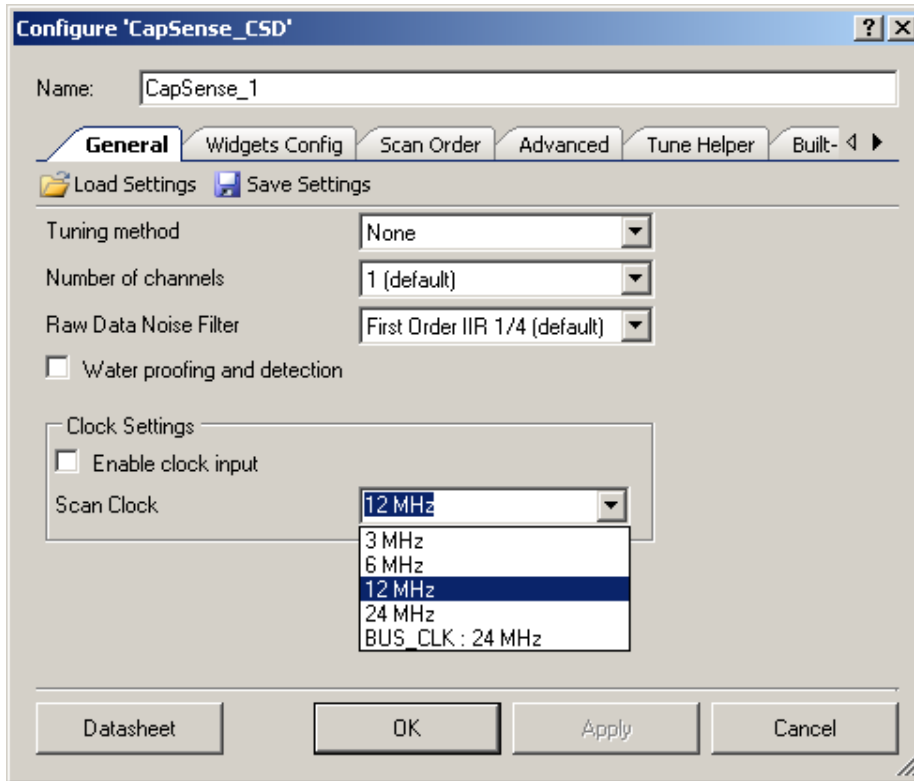 Configure 'CapSense_CSD'
Name: CapSense_1
General Widgets Config Scan Order Advanced Tune Helper Built-
Load Settings Save Settings
Tuning method None
Number of channels 1 (default)
Raw Data Noise Filter First Order IIR 1/4 (default)
Water proofing and detection
Clock Settings
Enable clock input
Scan Clock 12 MHz
3 MHz
6 MHz
12 MHz
24 MHz
BUS_CLK : 24 MHz
Datasheet OK Apply Cancel